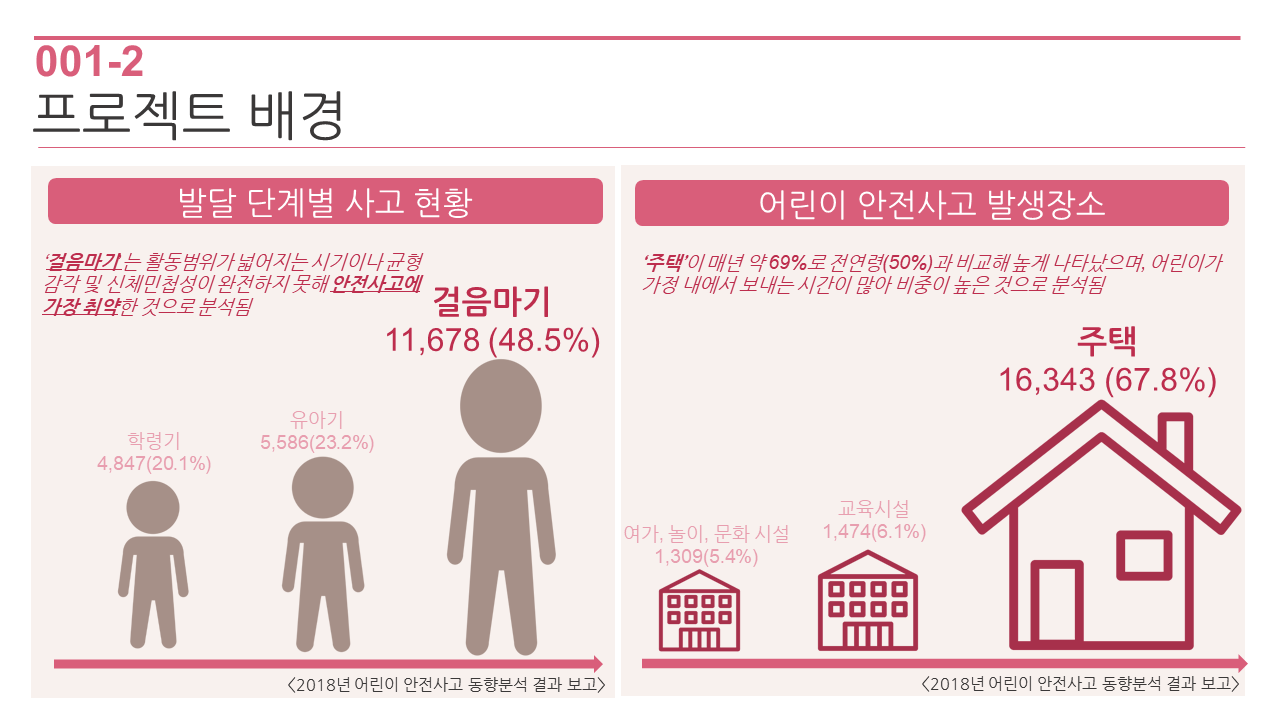 001-2
프로젝트 배경
발달 단계별 사고 현황
‘걸음마기’는 활동범위가 넓어지는 시기이나 균형
감각 및 신체민첩성이 완전하지 못해 안전사고에
가장 취약한 것으로 분석됨
걸음마기
11,678 (48.5%)
유아기
5,586(23.2%)
학령기
4,847(20.1%)
<2018년 어린이 안전사고 동향분석 결과 보고>
어린이 안전사고 발생장소
‘주택’이 매년 약 69%로 전연령(50%)과 비교해 높게 나타났으며, 어린이가
가정 내에서 보내는 시간이 많아 비중이 높은 것으로 분석됨
주택
16,343 (67.8%)
교육시설
1,474(6.1%)
여가, 놀이, 문화 시설
1,309(5.4%)
<2018년 어린이 안전사고 동향분석 결과 보고>